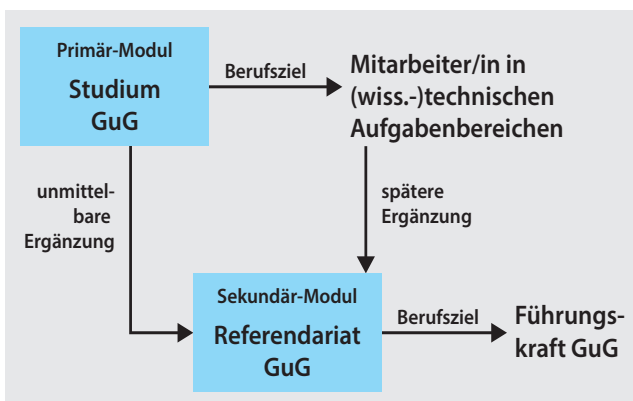 Primär-Modul
Studium
GuG
Berufsziel
Mitarbeiter/in in
(wiss.-)technischen
Aufgabenbereichen
unmittel-
bare
Ergänzung
spätere
Ergänzung
Sekundär-Modul
Referendariat
GuG
Berufsziel
Führungs-
kraft GuG